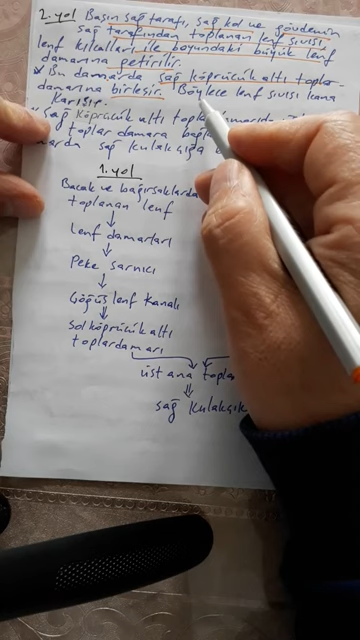 2. yol Başın sağ tarafı, sağ kol ve gövdenin
sağ tarafından toplanan lenf sıvısı
lenf kılcalları ile boyundaki büyük lenf
damarına getirilir.
* Bu damarda sağ köprücük altı toplar-
damarına birleşir. Böylece lenf sıvısı kana
karışır.
* Sağ köprücük altı
toplar damara
sağ kulakçığa
1. yol
Bacak ve bağırsaklarda
toplanan lenf
↓
Lenf damarları
↓
Peke sarnıcı
↓
Göğüs lenf kanalı
↓
Sol köprücük altı
toplardamarı
üst ana
⇓
sağ kulakçık